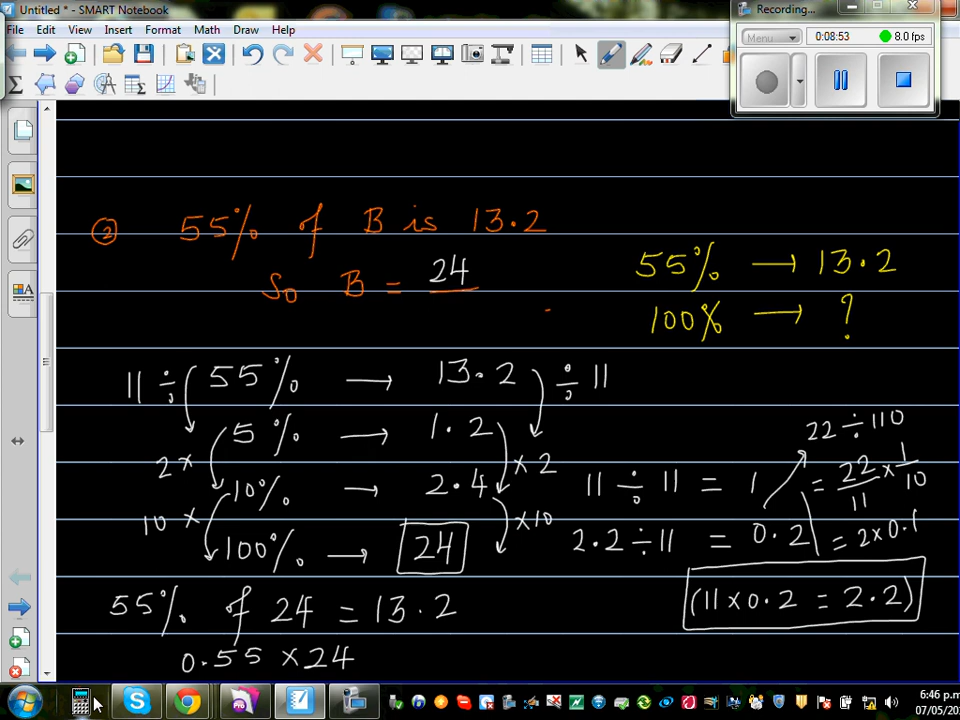 Untitled * - SMART Notebook
Recording...
File Edit View Insert Format Math Draw Help
Menu
0:08:53
8.0 fps
② 55% of B is 13.2
So B = 24
55% → 13.2
100% → ?
11 ÷ 55% → 13.2 ÷ 11
5% → 1.2
2 × × 2
10% → 2.4
10 × ×10
100% → 24
22 ÷ 110
11 ÷ 11 = 1 = 22/11 × 1/10
2.2 ÷ 11 = 0.2 = 2 × 0.1
(11 × 0.2 = 2.2)
55% of 24 = 13.2
0.55 × 24
6:46 p.m
07/05/20